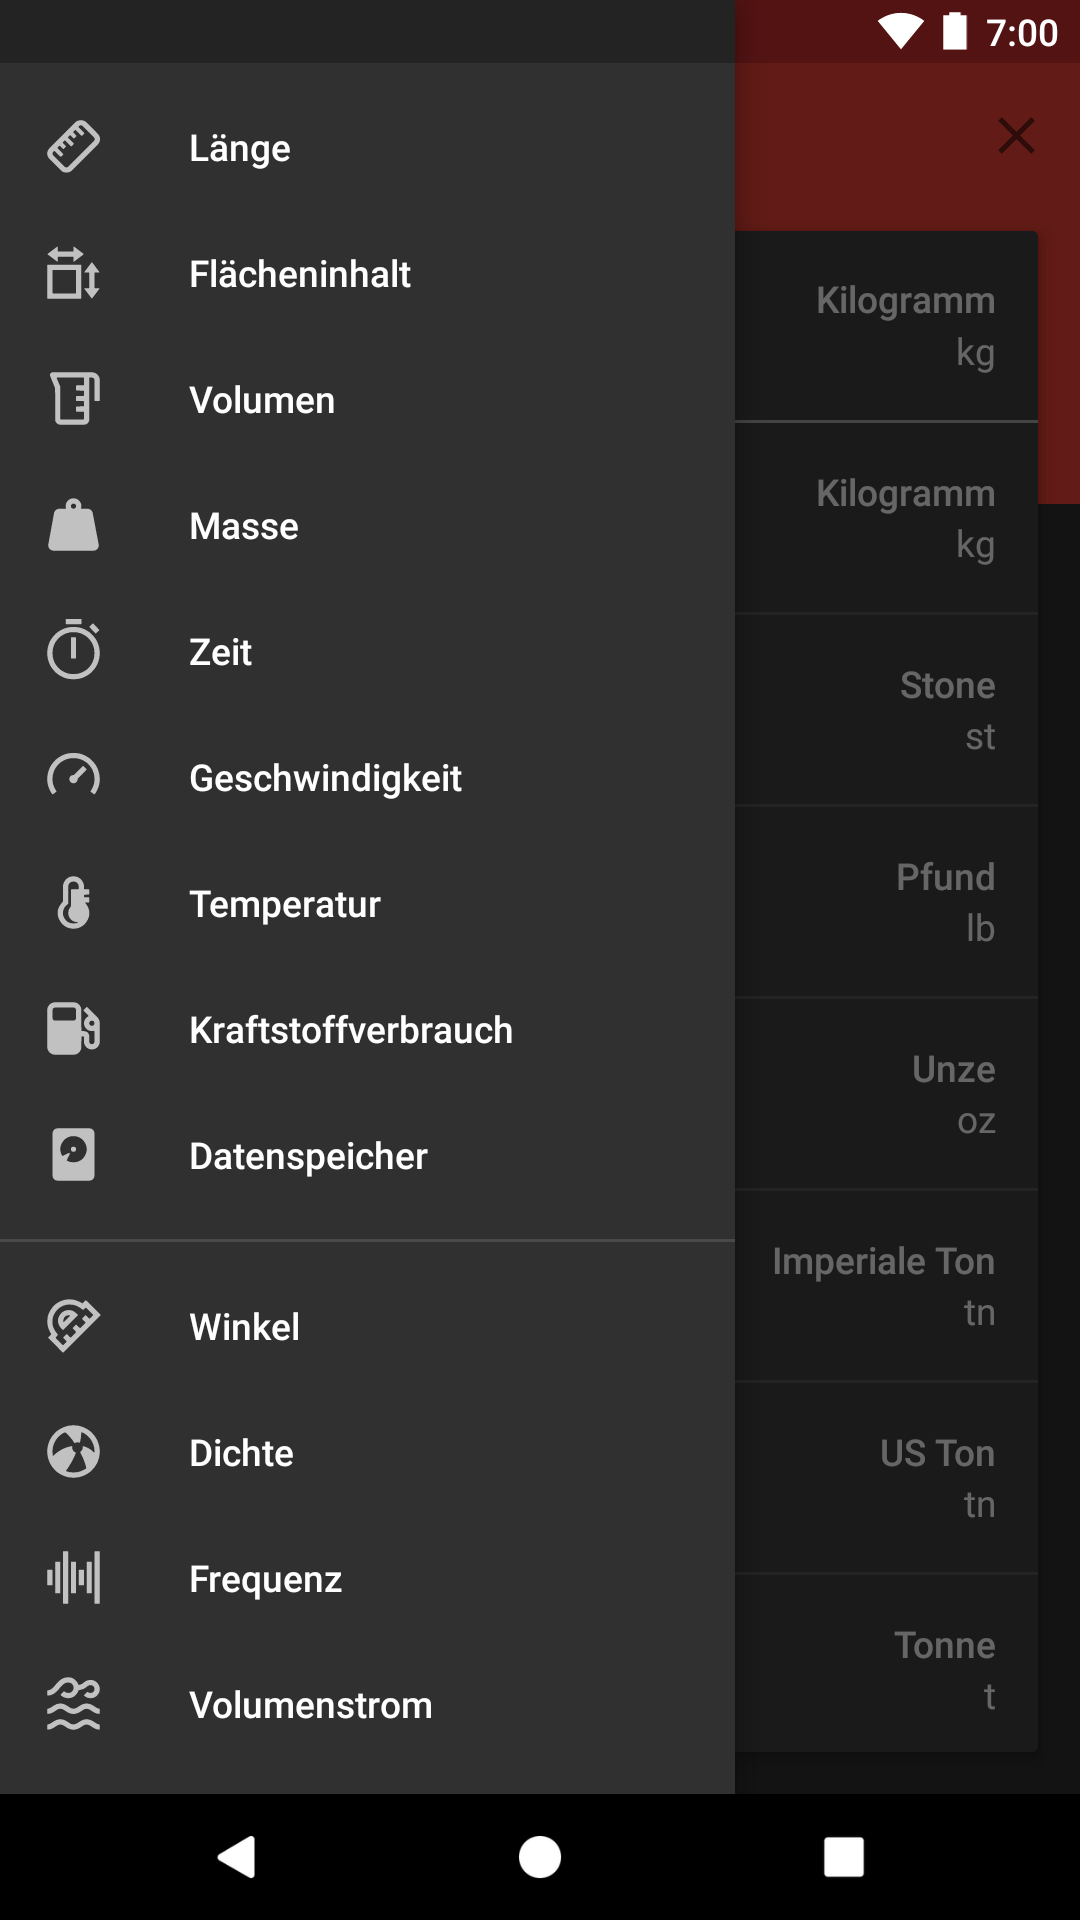 7:00
Länge
Flächeninhalt
Volumen
Masse
Zeit
Geschwindigkeit
Temperatur
Kraftstoffverbrauch
Datenspeicher
Winkel
Dichte
Frequenz
Volumenstrom
Kilogramm
kg
Kilogramm
kg
Stone
st
Pfund
lb
Unze
oz
Imperiale Ton
tn
US Ton
tn
Tonne
t